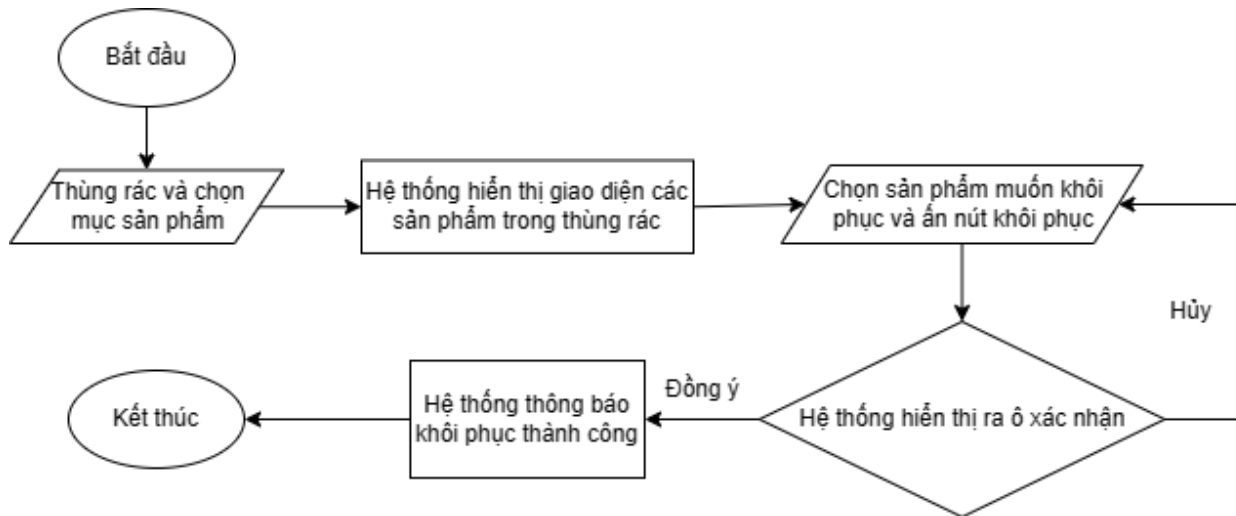 Bắt đầu
Thùng rác và chọn
mục sản phẩm
Hệ thống hiển thị giao diện các
sản phẩm trong thùng rác
Chọn sản phẩm muốn khôi
phục và ấn nút khôi phục
Hủy
Hệ thống hiển thị ra ô xác nhận
Đồng ý
Hệ thống thông báo
khôi phục thành công
Kết thúc